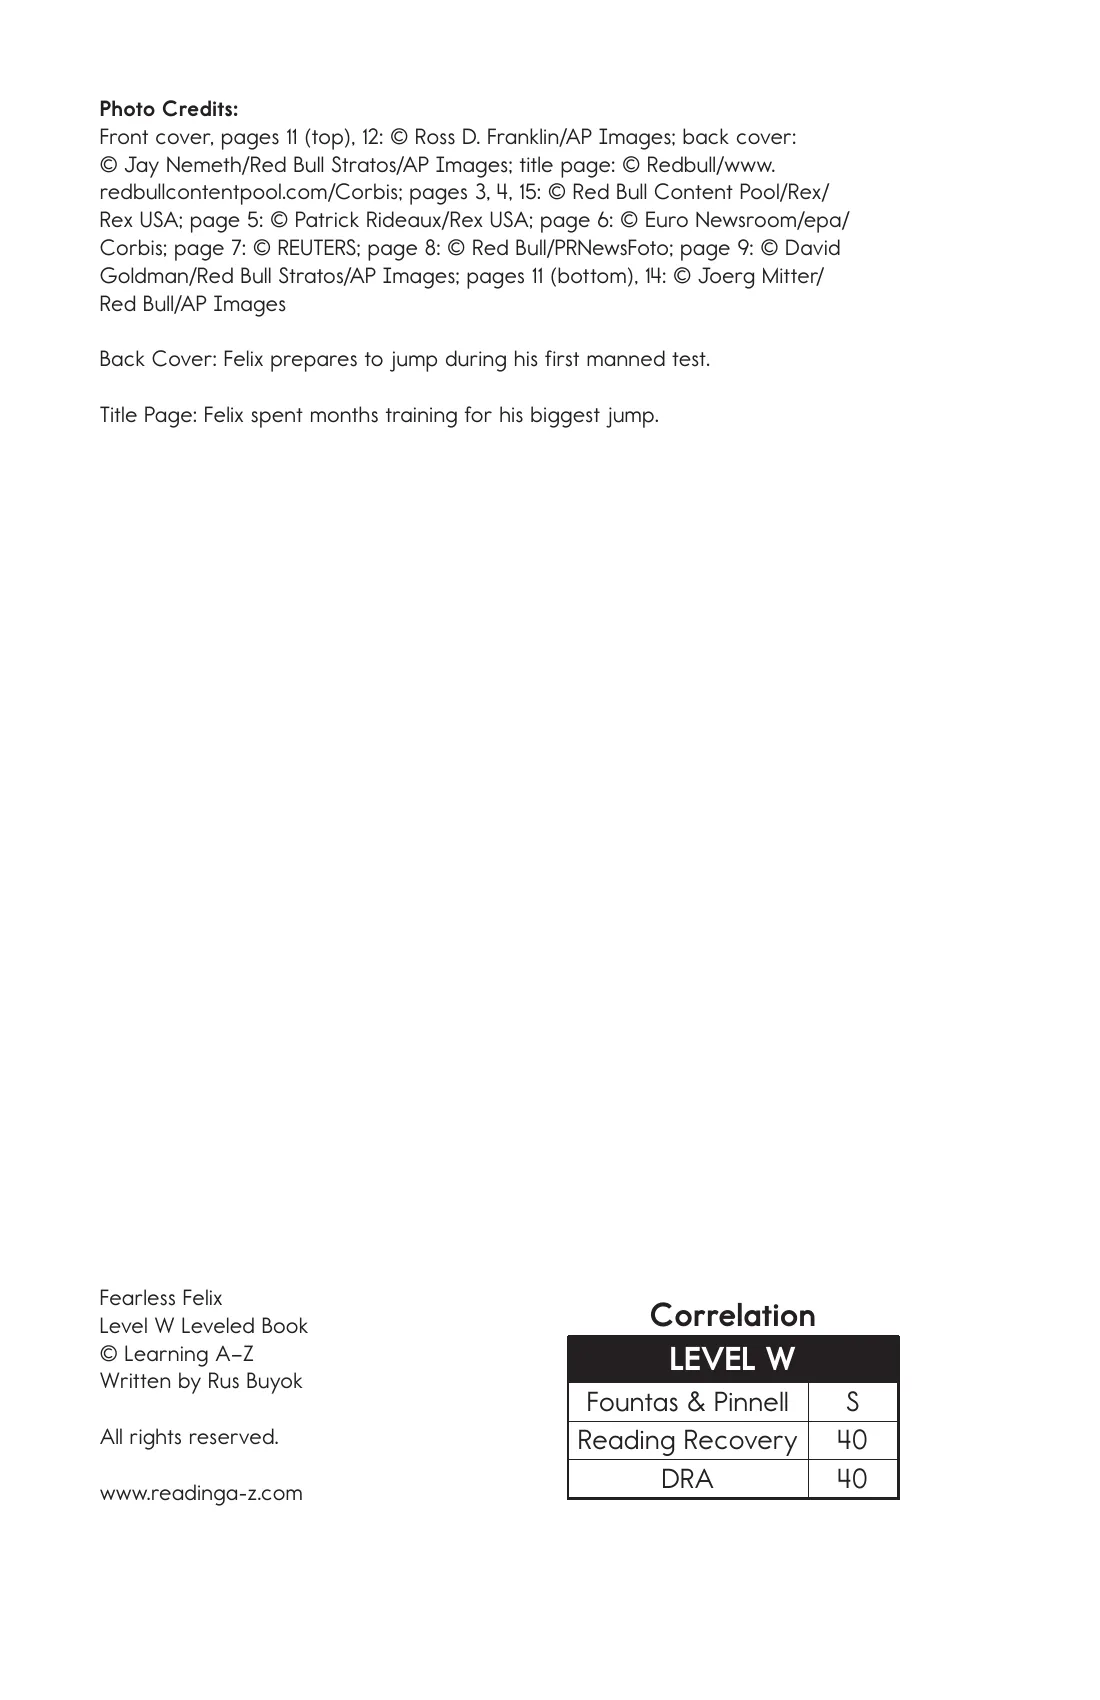 Photo Credits:
Front cover, pages 11 (top), 12: © Ross D. Franklin/AP Images; back cover:
© Jay Nemeth/Red Bull Stratos/AP Images; title page: © Redbull/www.
redbullcontentpool.com/Corbis; pages 3, 4, 15: © Red Bull Content Pool/Rex/
Rex USA; page 5: © Patrick Rideaux/Rex USA; page 6: © Euro Newsroom/epa/
Corbis; page 7: © REUTERS; page 8: © Red Bull/PRNewsFoto; page 9: © David
Goldman/Red Bull Stratos/AP Images; pages 11 (bottom), 14: © Joerg Mitter/
Red Bull/AP Images
Back Cover: Felix prepares to jump during his first manned test.
Title Page: Felix spent months training for his biggest jump.
Fearless Felix
Level W Leveled Book
© Learning A–Z
Written by Rus Buyok
All rights reserved.
www.readinga-z.com
Correlation
LEVEL W
Fountas & Pinnell S
Reading Recovery 40
DRA 40